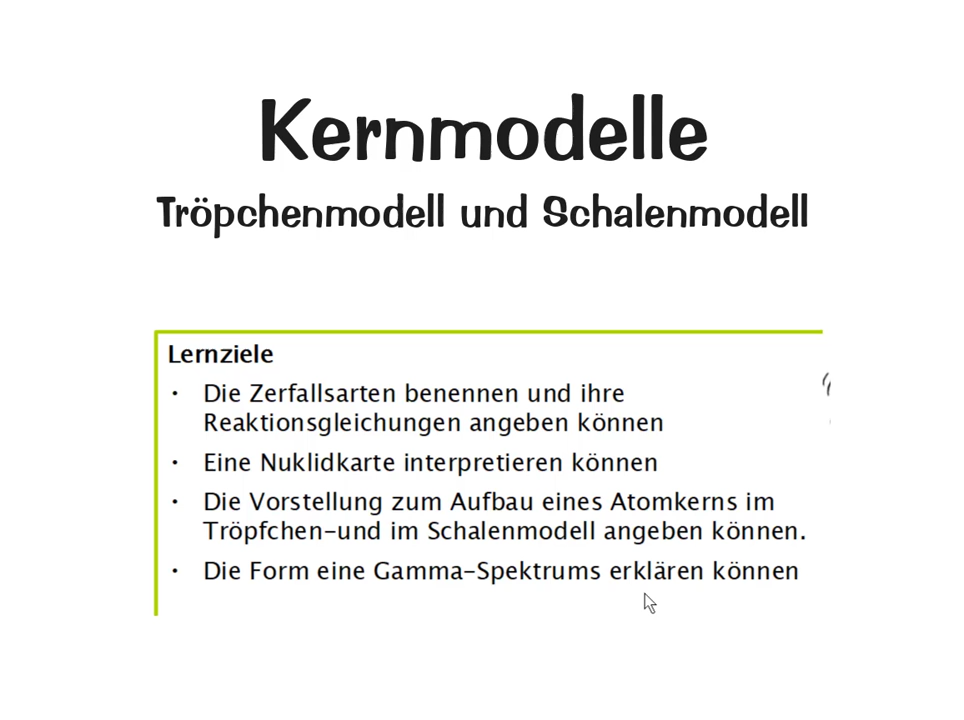 Kernmodelle
Tröpchenmodell und Schalenmodell
Lernziele
• Die Zerfallsarten benennen und ihre
Reaktionsgleichungen angeben können
• Eine Nuklidkarte interpretieren können
• Die Vorstellung zum Aufbau eines Atomkerns im
Tröpfchen-und im Schalenmodell angeben können.
• Die Form eine Gamma-Spektrums erklären können